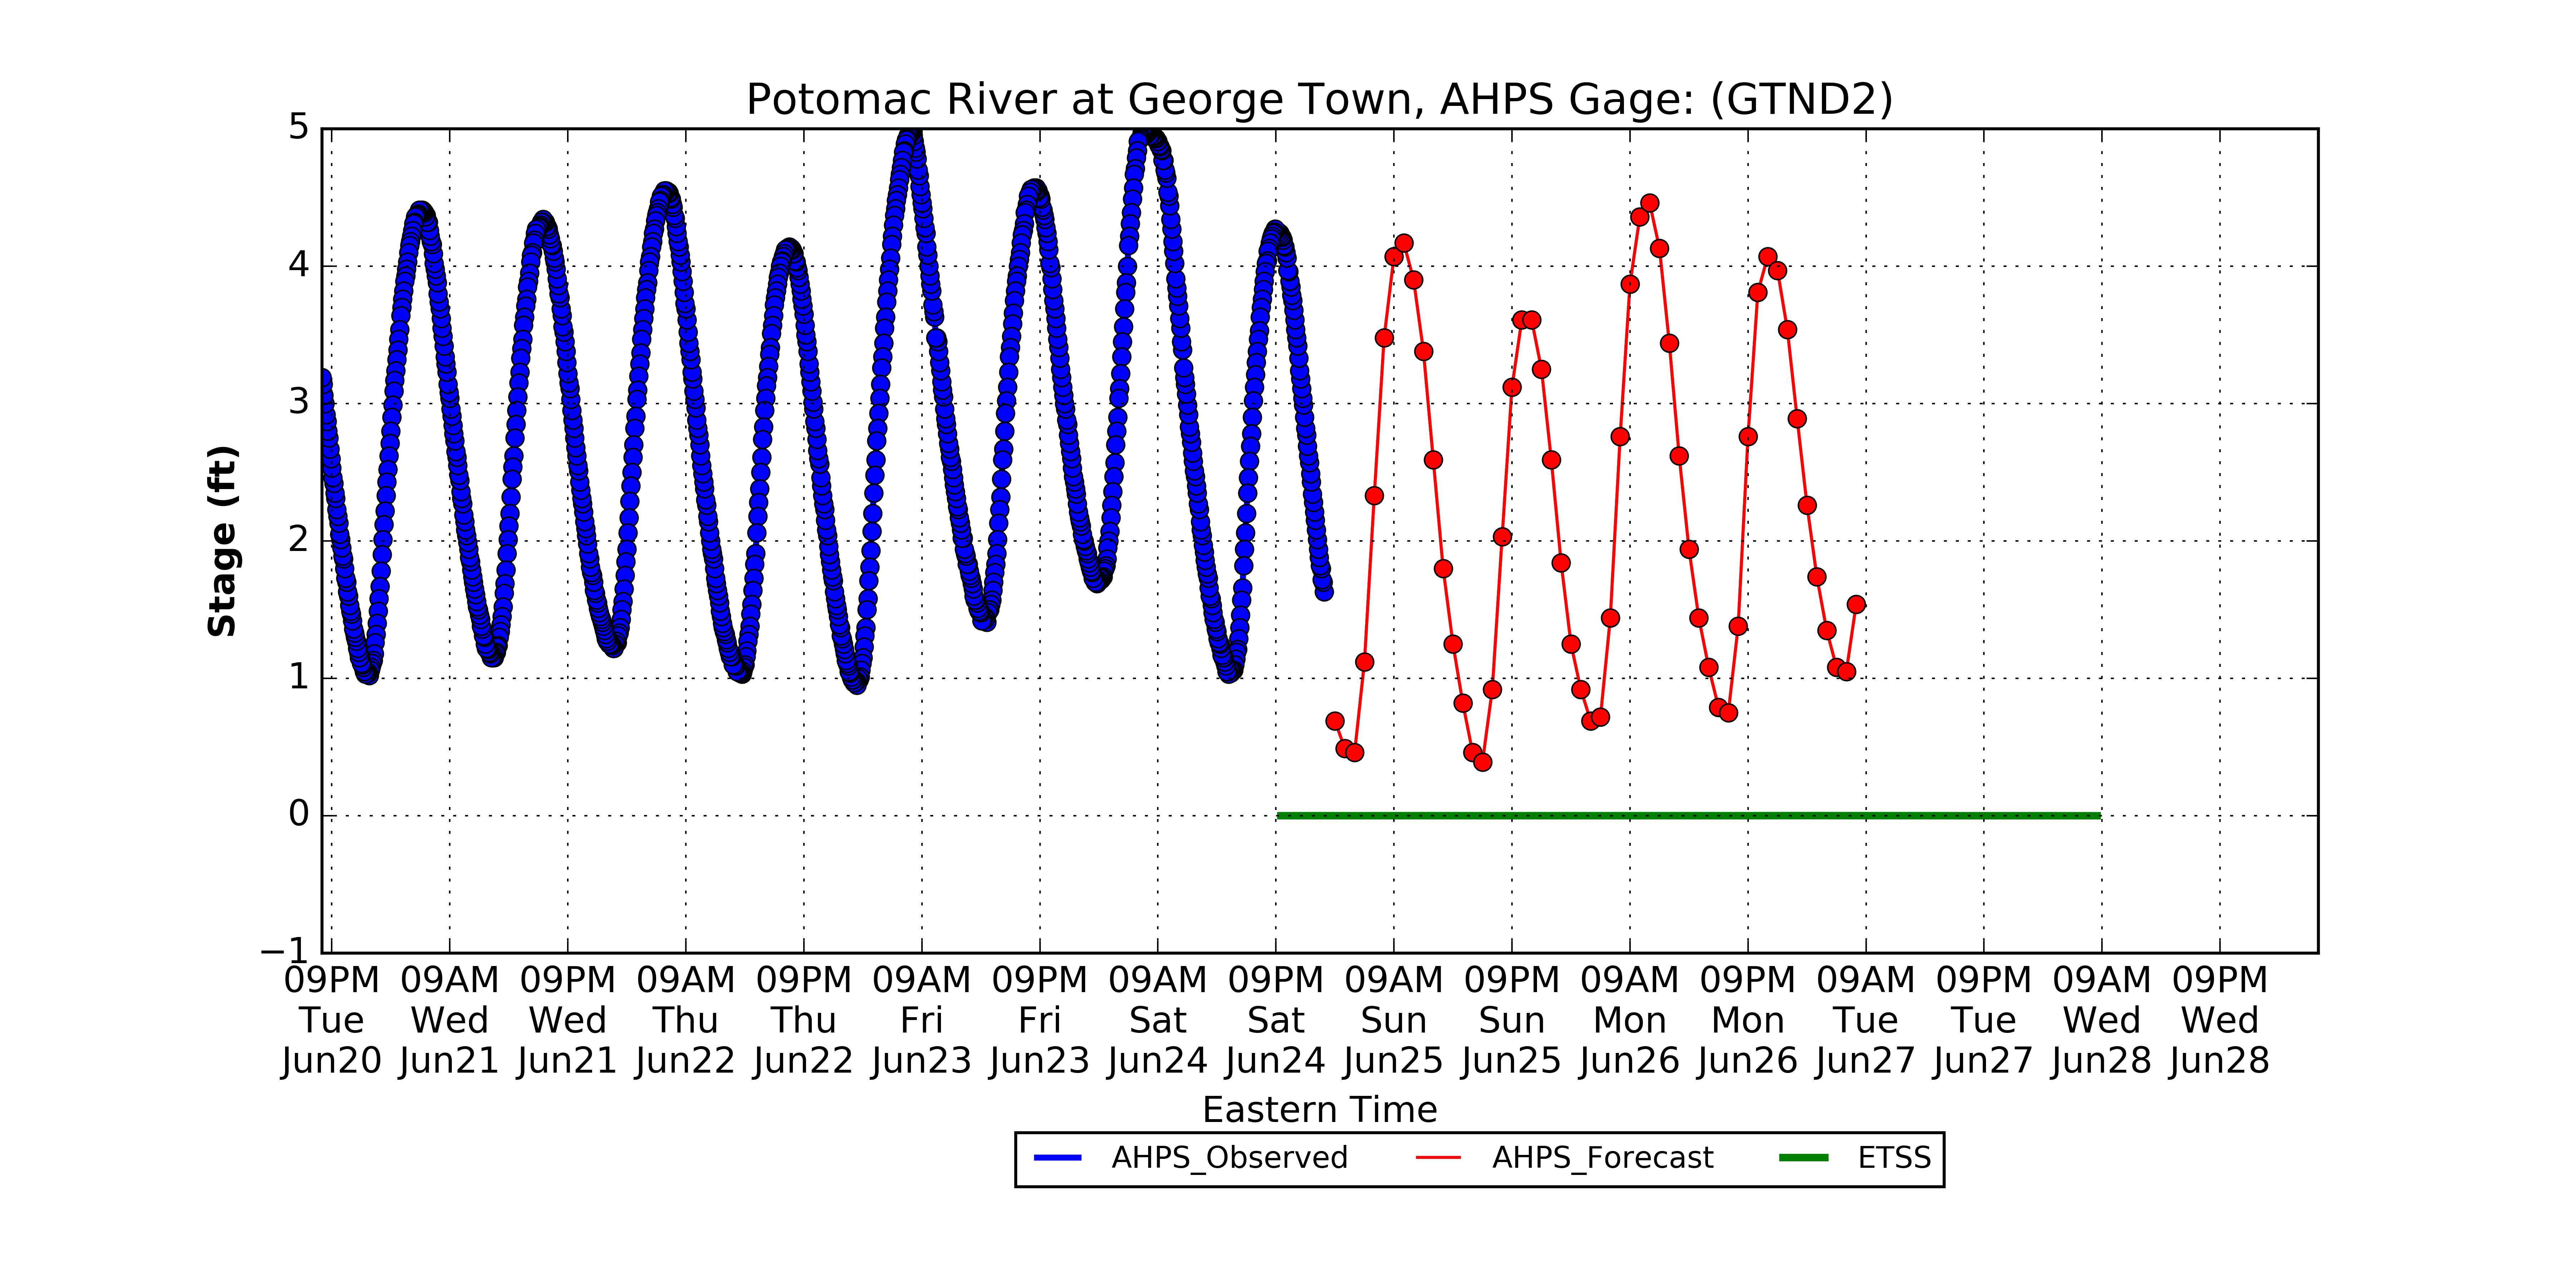 Potomac River at George Town, AHPS Gage: (GTND2)
Stage (ft)
5
4
3
2
1
0
−1
09PM 09AM 09PM 09AM 09PM 09AM 09PM 09AM 09PM 09AM 09PM 09AM 09PM 09AM 09PM 09AM 09PM
Tue Wed Wed Thu Thu Fri Fri Sat Sat Sun Sun Mon Mon Tue Tue Wed Wed
Jun20 Jun21 Jun21 Jun22 Jun22 Jun23 Jun23 Jun24 Jun24 Jun25 Jun25 Jun26 Jun26 Jun27 Jun27 Jun28 Jun28
Eastern Time
AHPS_Observed AHPS_Forecast ETSS